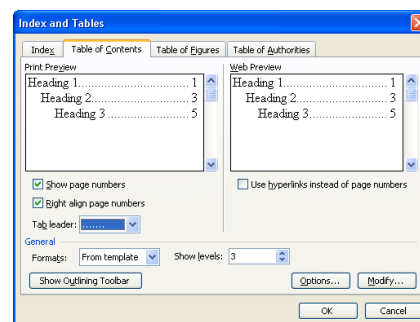 Index and Tables
Index Table of Contents Table of Figures Table of Authorities
Print Preview Web Preview
Heading 1..................................1 Heading 1..................................1
Heading 2..............................3 Heading 2..............................3
Heading 3..........................5 Heading 3..........................5
Show page numbers Use hyperlinks instead of page numbers
Right align page numbers
Tab leader: .......
General
Formats: From template Show levels: 3
Show Outlining Toolbar Options... Modify...
OK Cancel